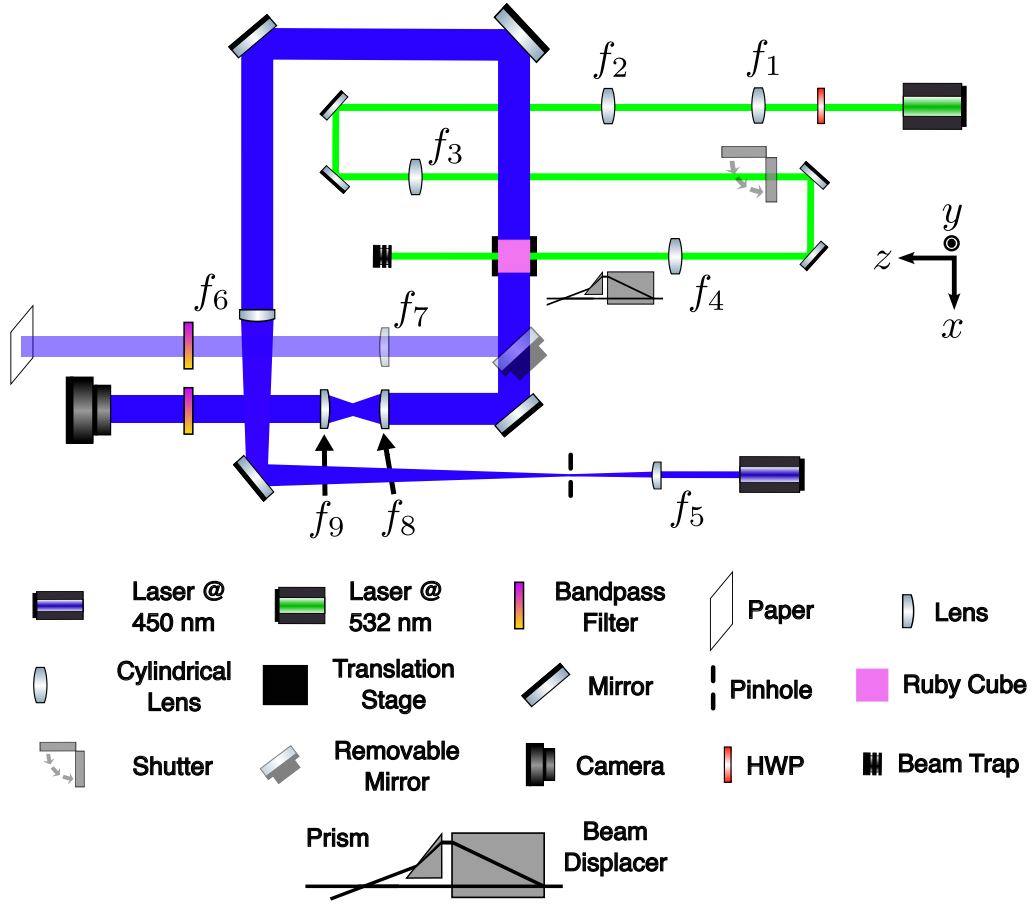 f2
f1
f3
y
z
x
f4
f6
f7
f9
f8
f5
Laser @
450 nm
Laser @
532 nm
Bandpass
Filter
Paper
Lens
Cylindrical
Lens
Translation
Stage
Mirror
Pinhole
Ruby Cube
Shutter
Removable
Mirror
Camera
HWP
Beam Trap
Prism
Beam
Displacer